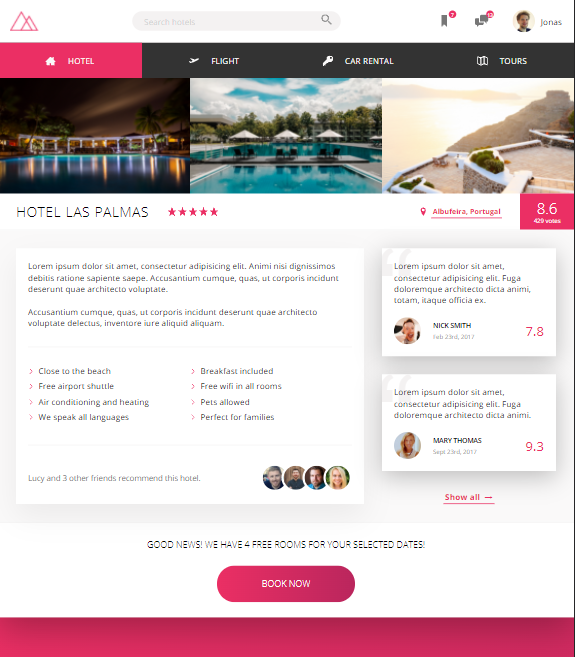 Search hotels
7
13
Jonas
HOTEL
FLIGHT
CAR RENTAL
TOURS
HOTEL LAS PALMAS
Albufeira, Portugal
8.6
429 votes
Lorem ipsum dolor sit amet, consectetur adipisicing elit. Animi nisi dignissimos
debitis ratione sapiente saepe. Accusantium cumque, quas, ut corporis incidunt
deserunt quae architecto voluptate.
Accusantium cumque, quas, ut corporis incidunt deserunt quae architecto
voluptate delectus, inventore iure aliquid aliquam.
Close to the beach
Free airport shuttle
Air conditioning and heating
We speak all languages
Breakfast included
Free wifi in all rooms
Pets allowed
Perfect for families
Lucy and 3 other friends recommend this hotel.
Lorem ipsum dolor sit amet,
consectetur adipisicing elit. Fuga
doloremque architecto dicta animi,
totam, itaque officia ex.
NICK SMITH
Feb 23rd, 2017
7.8
Lorem ipsum dolor sit amet,
consectetur adipisicing elit. Fuga
doloremque architecto dicta animi.
MARY THOMAS
Sept 23rd, 2017
9.3
Show all →
GOOD NEWS! WE HAVE 4 FREE ROOMS FOR YOUR SELECTED DATES!
BOOK NOW